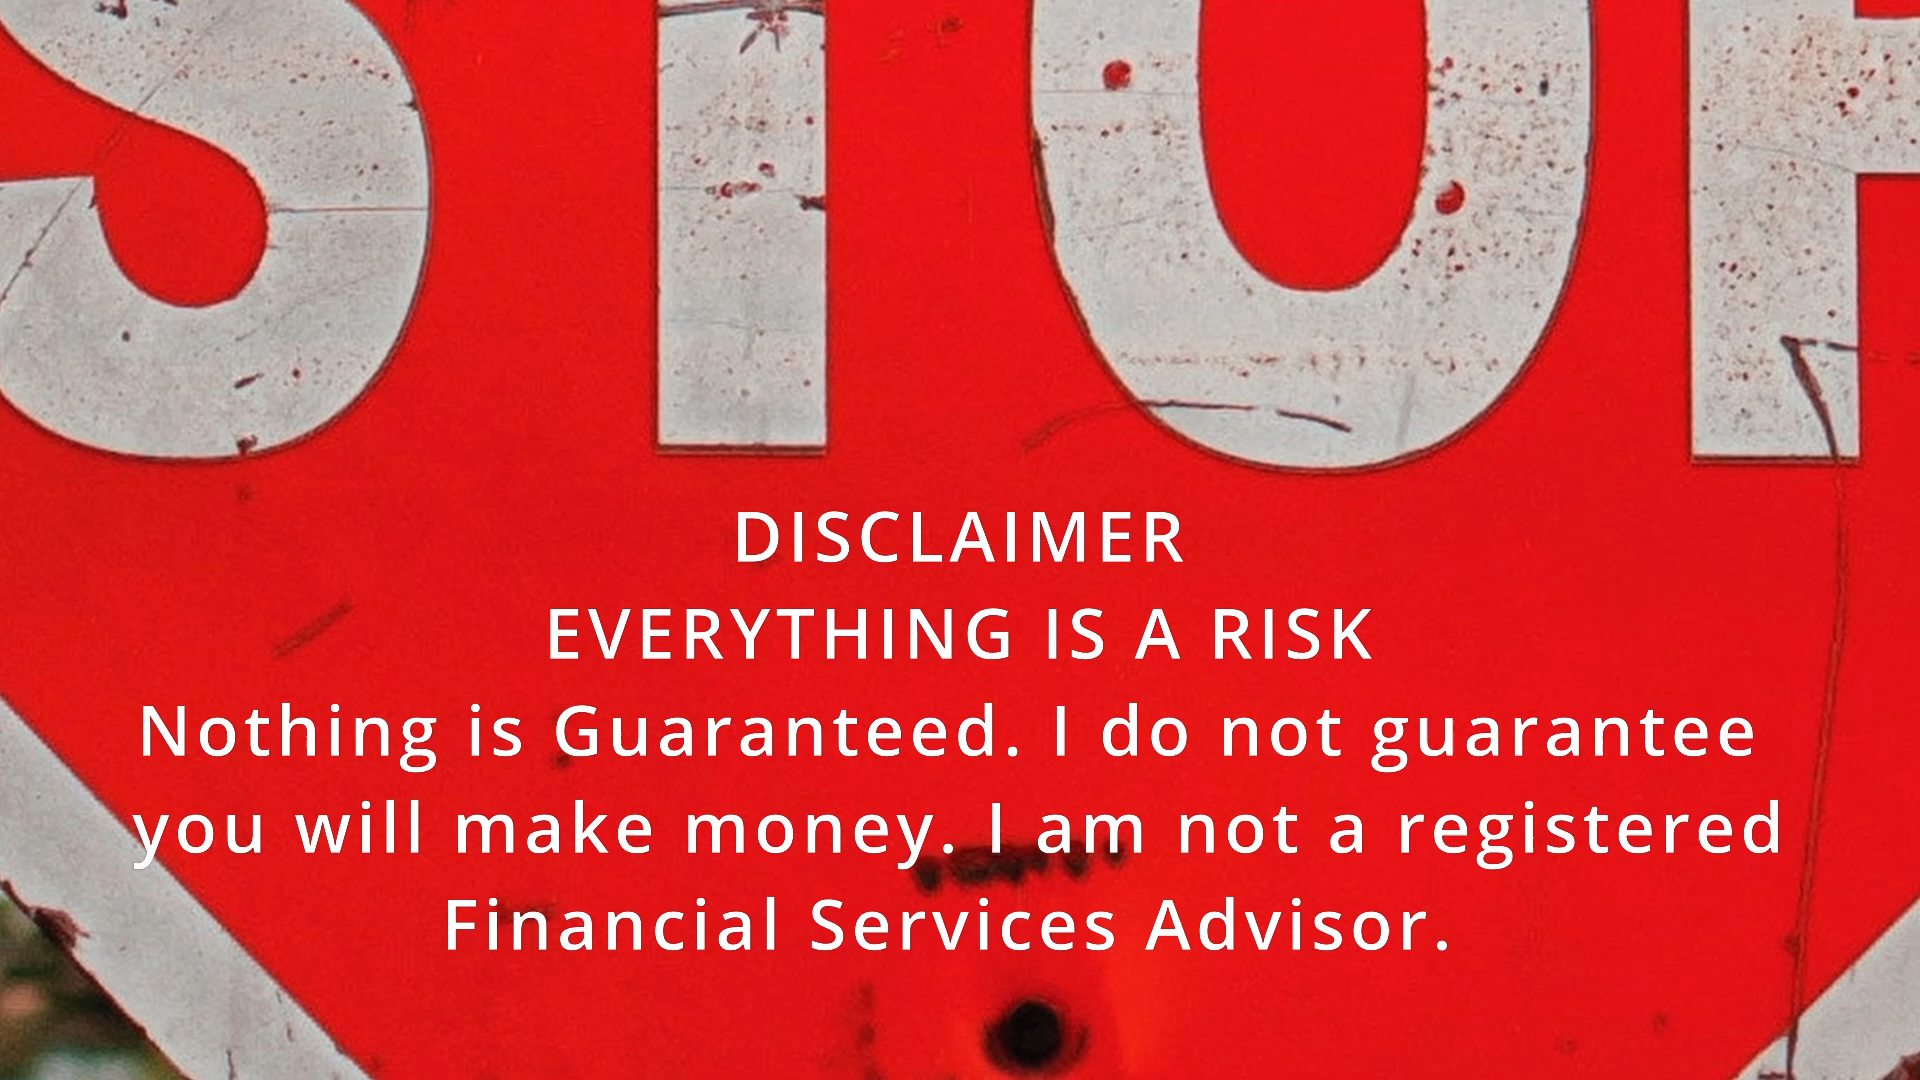 STOP
DISCLAIMER
EVERYTHING IS A RISK
Nothing is Guaranteed. I do not guarantee
you will make money. I am not a registered
Financial Services Advisor.